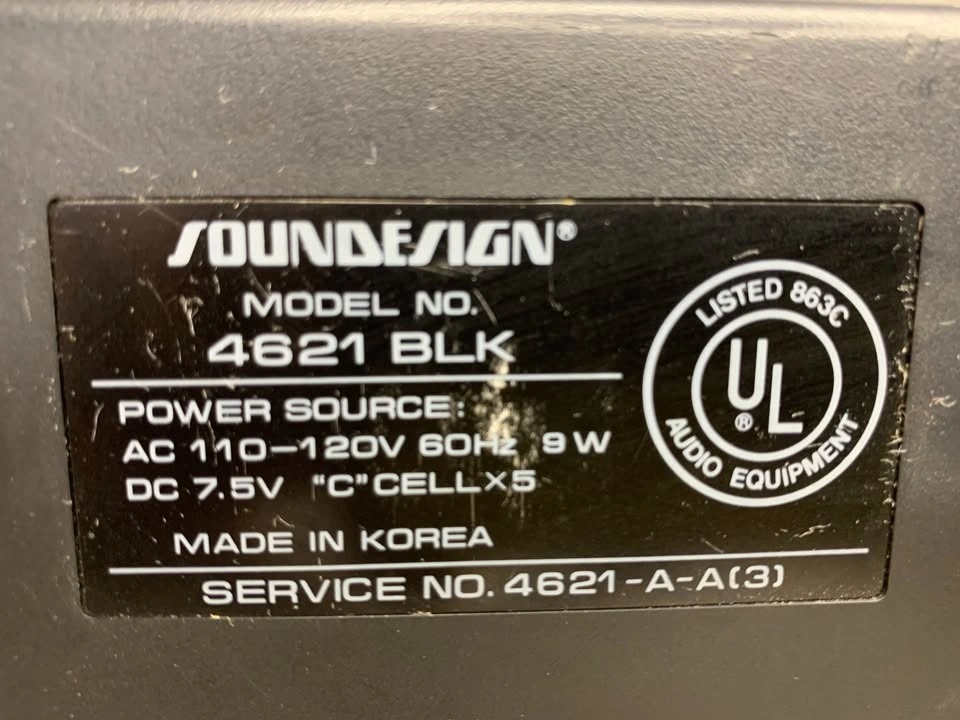 SOUNDESIGN®
MODEL NO.
4621 BLK
POWER SOURCE:
AC 110-120V 60Hz 9W
DC 7.5V "C" CELL×5
MADE IN KOREA
SERVICE NO. 4621-A-A(3)
LISTED 863C
UL®
AUDIO EQUIPMENT